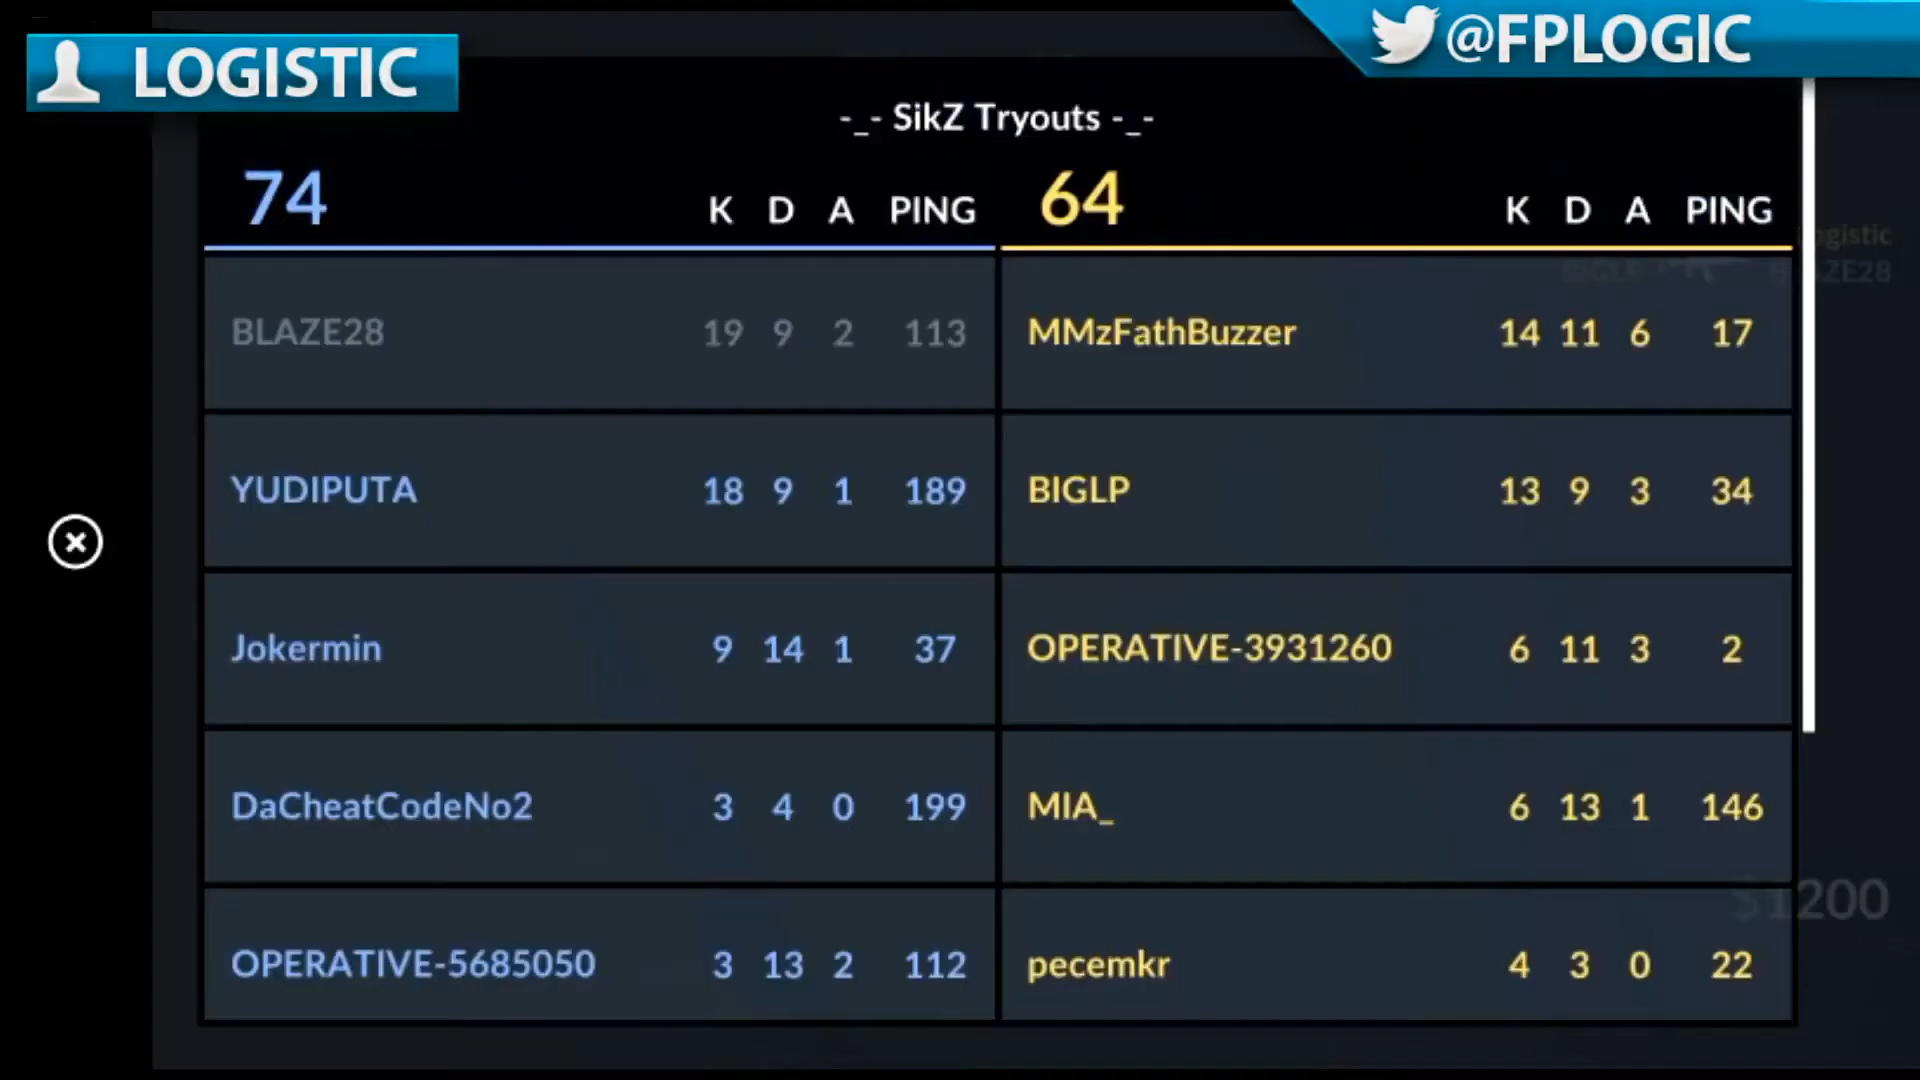 LOGISTIC
@FPLOGIC
-_- SikZ Tryouts -_-
74 K D A PING
64 K D A PING
BLAZE28 19 9 2 113
MMzFathBuzzer 14 11 6 17
YUDIPUTA 18 9 1 189
BIGLP 13 9 3 34
Jokermin 9 14 1 37
OPERATIVE-3931260 6 11 3 2
DaCheatCodeNo2 3 4 0 199
MIA_ 6 13 1 146
OPERATIVE-5685050 3 13 2 112
pecemkr 4 3 0 22
$1200